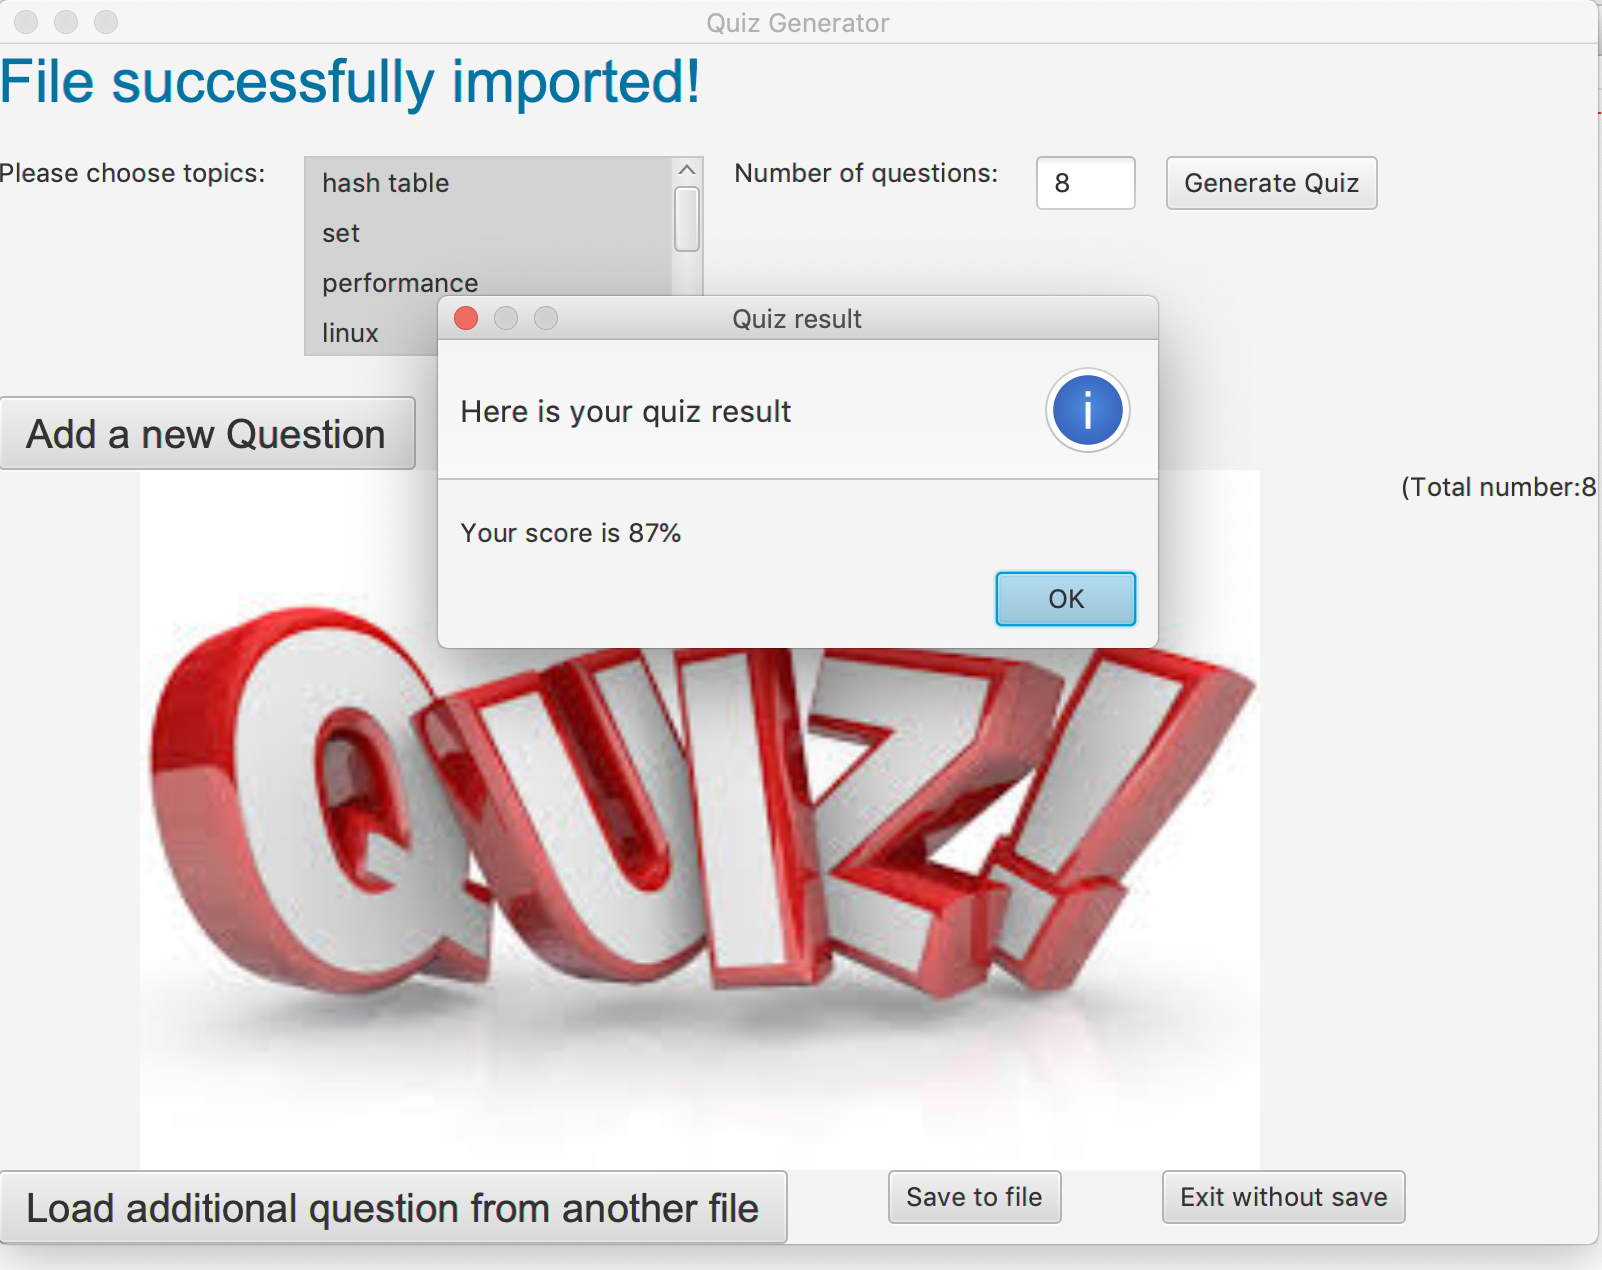 Quiz Generator
File successfully imported!
Please choose topics:
hash table
set
performance
linux
Number of questions:
8
Generate Quiz
Quiz result
Here is your quiz result
i
Your score is 87%
OK
Add a new Question
(Total number:8
QUIZ!
Load additional question from another file
Save to file
Exit without save